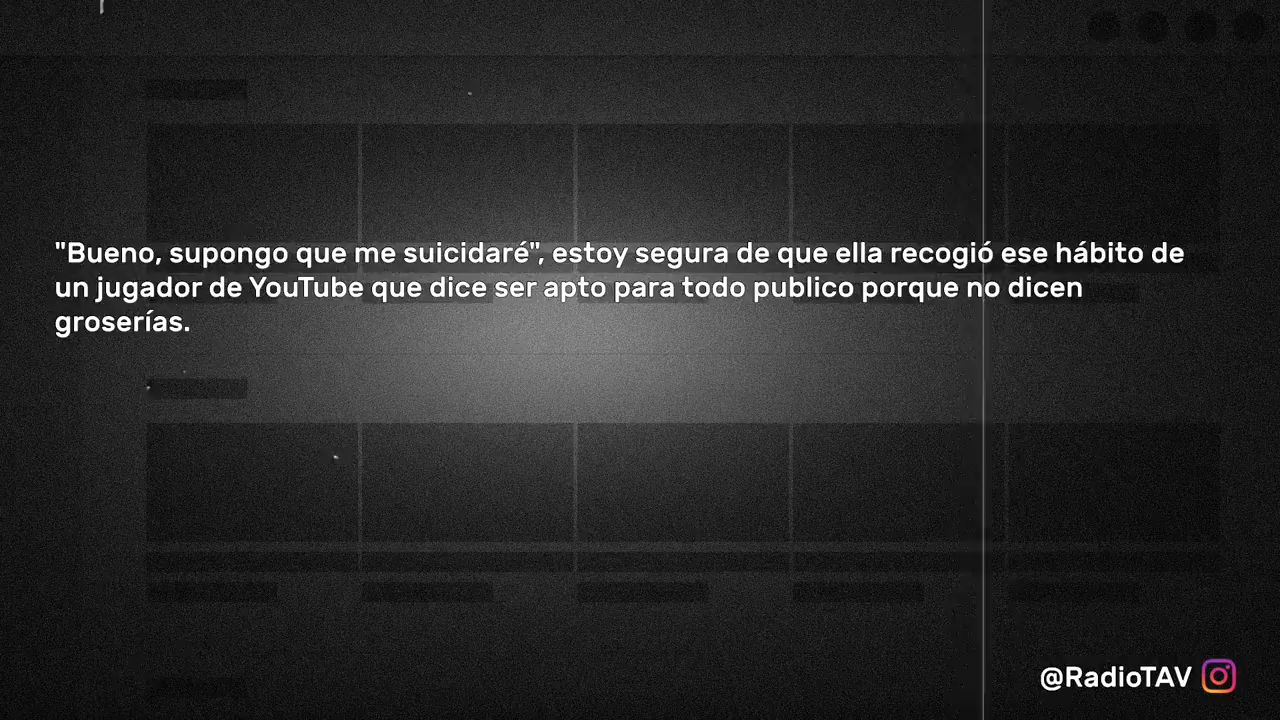 "Bueno, supongo que me suicidaré", estoy segura de que ella recogió ese hábito de
un jugador de YouTube que dice ser apto para todo publico porque no dicen
groserías.
@RadioTAV